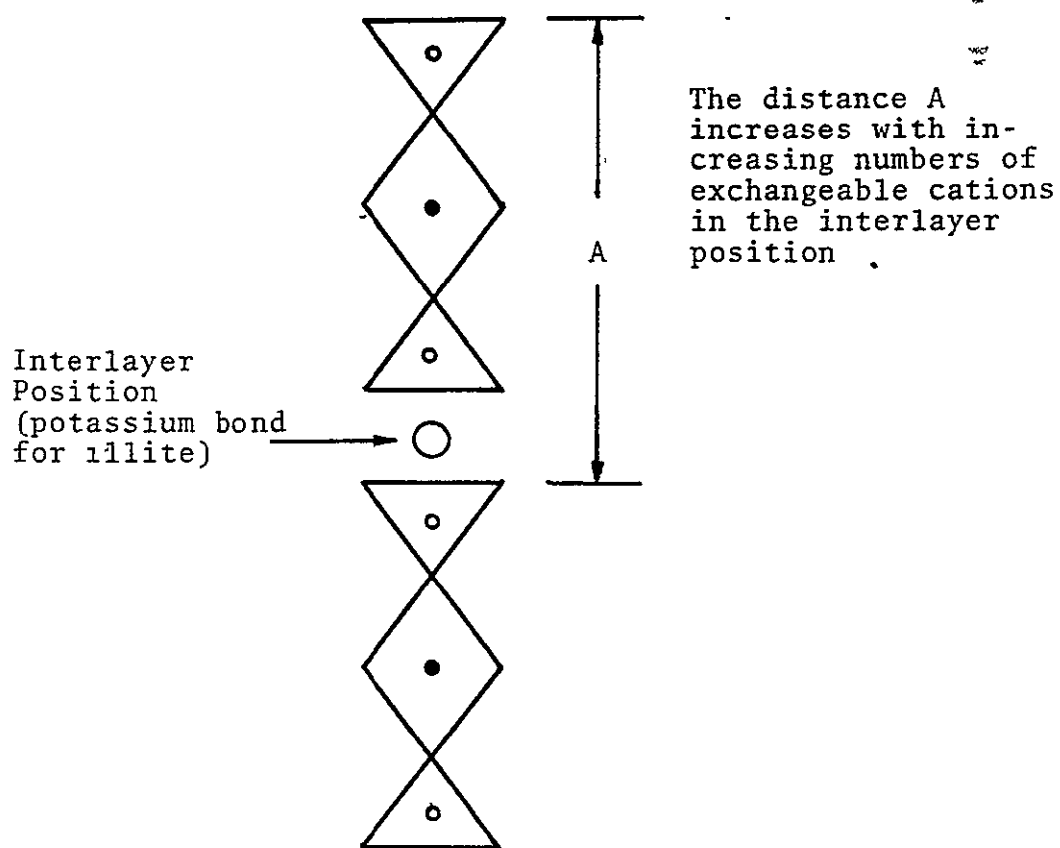 The distance A
increases with in-
creasing numbers of
exchangeable cations
in the interlayer
position
A
Interlayer
Position
(potassium bond
for illite)